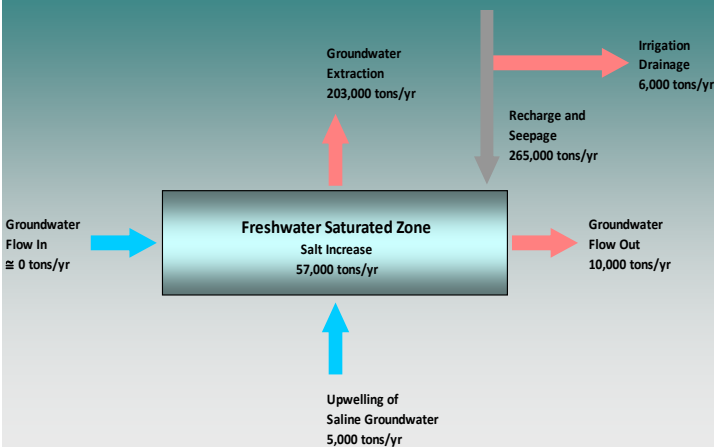 Groundwater
Extraction
203,000 tons/yr
Irrigation
Drainage
6,000 tons/yr
Recharge and
Seepage
265,000 tons/yr
Groundwater
Flow In
≅ 0 tons/yr
Freshwater Saturated Zone
Salt Increase
57,000 tons/yr
Groundwater
Flow Out
10,000 tons/yr
Upwelling of
Saline Groundwater
5,000 tons/yr